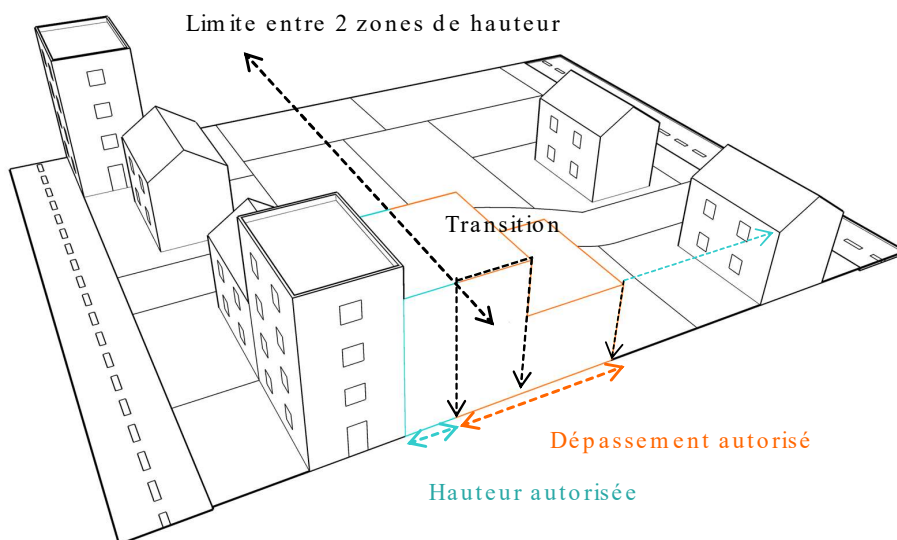 Limite entre 2 zones de hauteur
Transition
Dépassement autorisé
Hauteur autorisée